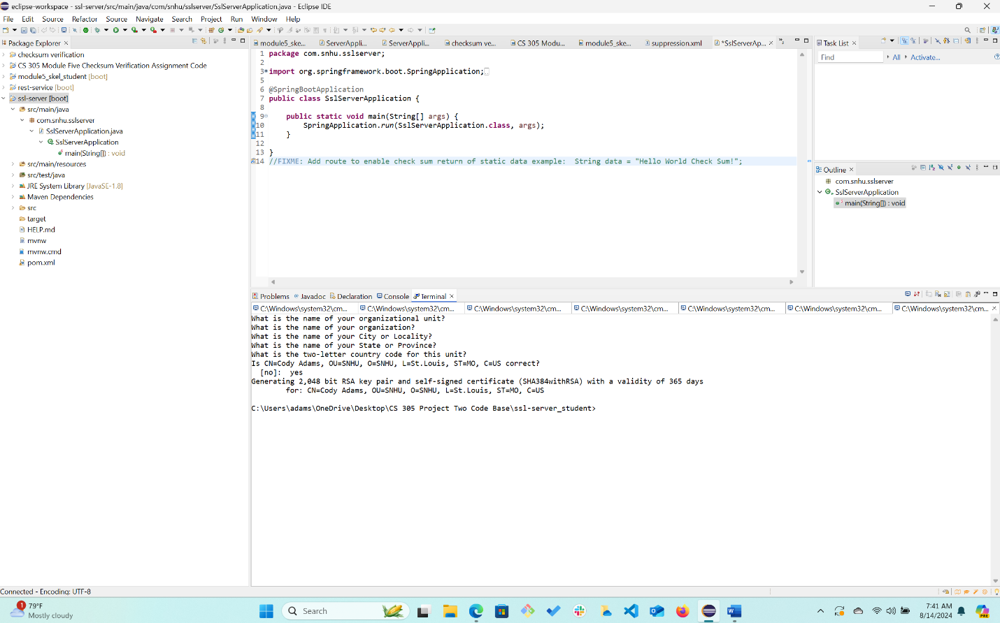 eclipse-workspace - ssl-server/src/main/java/com/snhu/sslserver/SslServerApplication.java - Eclipse IDE
File Edit Source Refactor Source Navigate Search Project Run Window Help
Package Explorer
checksum verification
CS 305 Module Five Checksum Verification Assignment Code
module5_skel_student [boot]
rest-service [boot]
ssl-server [boot]
src/main/java
com.snhu.sslserver
SslServerApplication.java
SslServerApplication
main(String[]) : void
src/main/resources
src/test/java
JRE System Library [JavaSE-1.8]
Maven Dependencies
src
target
HELP.md
mvnw
mvnw.cmd
pom.xml
module5_ske... ServerAppli... ServerAppli... checksum ve... CS 305 Modu... module5_ske... suppression.xml *SslServerAp...
1 package com.snhu.sslserver;
2
3 import org.springframework.boot.SpringApplication;
5
6 @SpringBootApplication
7 public class SslServerApplication {
8
9 public static void main(String[] args) {
10 SpringApplication.run(SslServerApplication.class, args);
11 }
12
13 }
14 //FIXME: Add route to enable check sum return of static data example: String data = "Hello World Check Sum!";
Task List
Find All Activate...
Outline
com.snhu.sslserver
SslServerApplication
main(String[]) : void
Problems Javadoc Declaration Console Terminal
C:\Windows\system32\cm... C:\Windows\system32\cm... C:\Windows\system32\cm... C:\Windows\system32\cm... C:\Windows\system32\cm... C:\Windows\system32\cm... C:\Windows\system32\cm...
What is the name of your organizational unit?
What is the name of your organization?
What is the name of your City or Locality?
What is the name of your State or Province?
What is the two-letter country code for this unit?
Is CN=Cody Adams, OU=SNHU, O=SNHU, L=St.Louis, ST=MO, C=US correct?
[no]: yes
Generating 2,048 bit RSA key pair and self-signed certificate (SHA384withRSA) with a validity of 365 days
for: CN=Cody Adams, OU=SNHU, O=SNHU, L=St.Louis, ST=MO, C=US
C:\Users\adams\OneDrive\Desktop\CS 305 Project Two Code Base\ssl-server_student>
Connected - Encoding: UTF-8
1
79°F
Mostly cloudy
Search
7:41 AM
8/14/2024
PRE